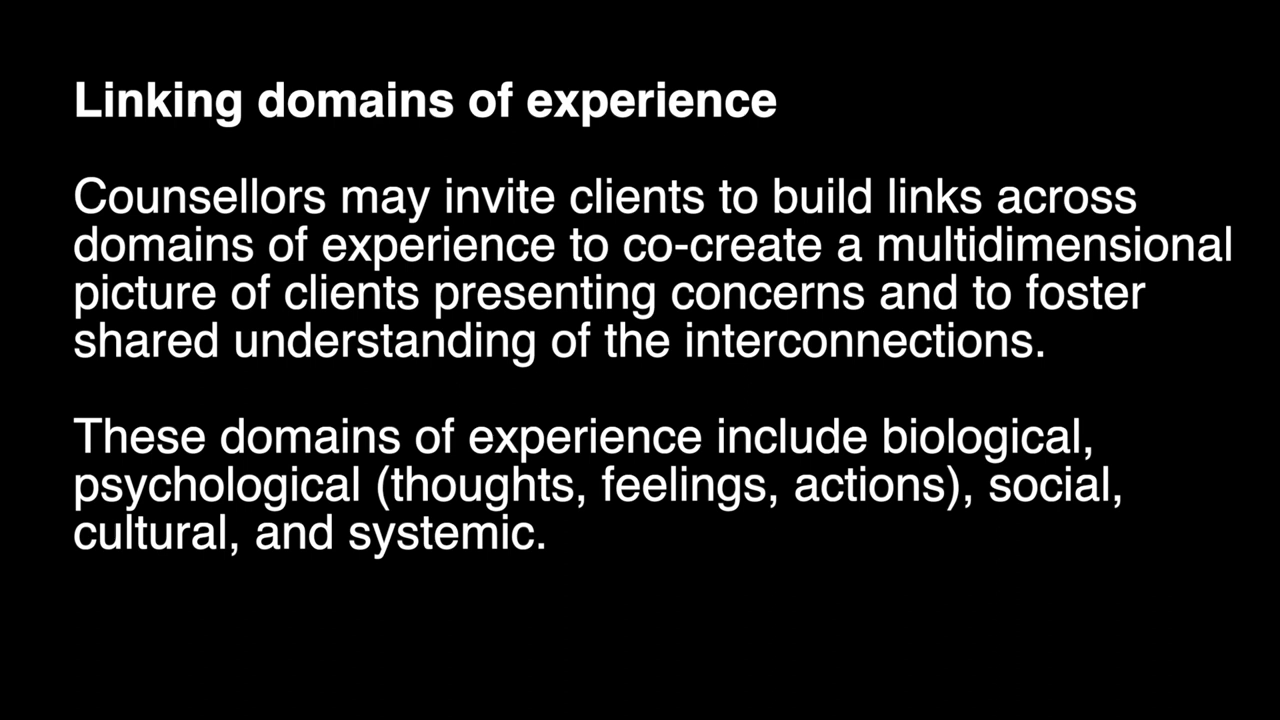 Linking domains of experience
Counsellors may invite clients to build links across
domains of experience to co-create a multidimensional
picture of clients presenting concerns and to foster
shared understanding of the interconnections.
These domains of experience include biological,
psychological (thoughts, feelings, actions), social,
cultural, and systemic.